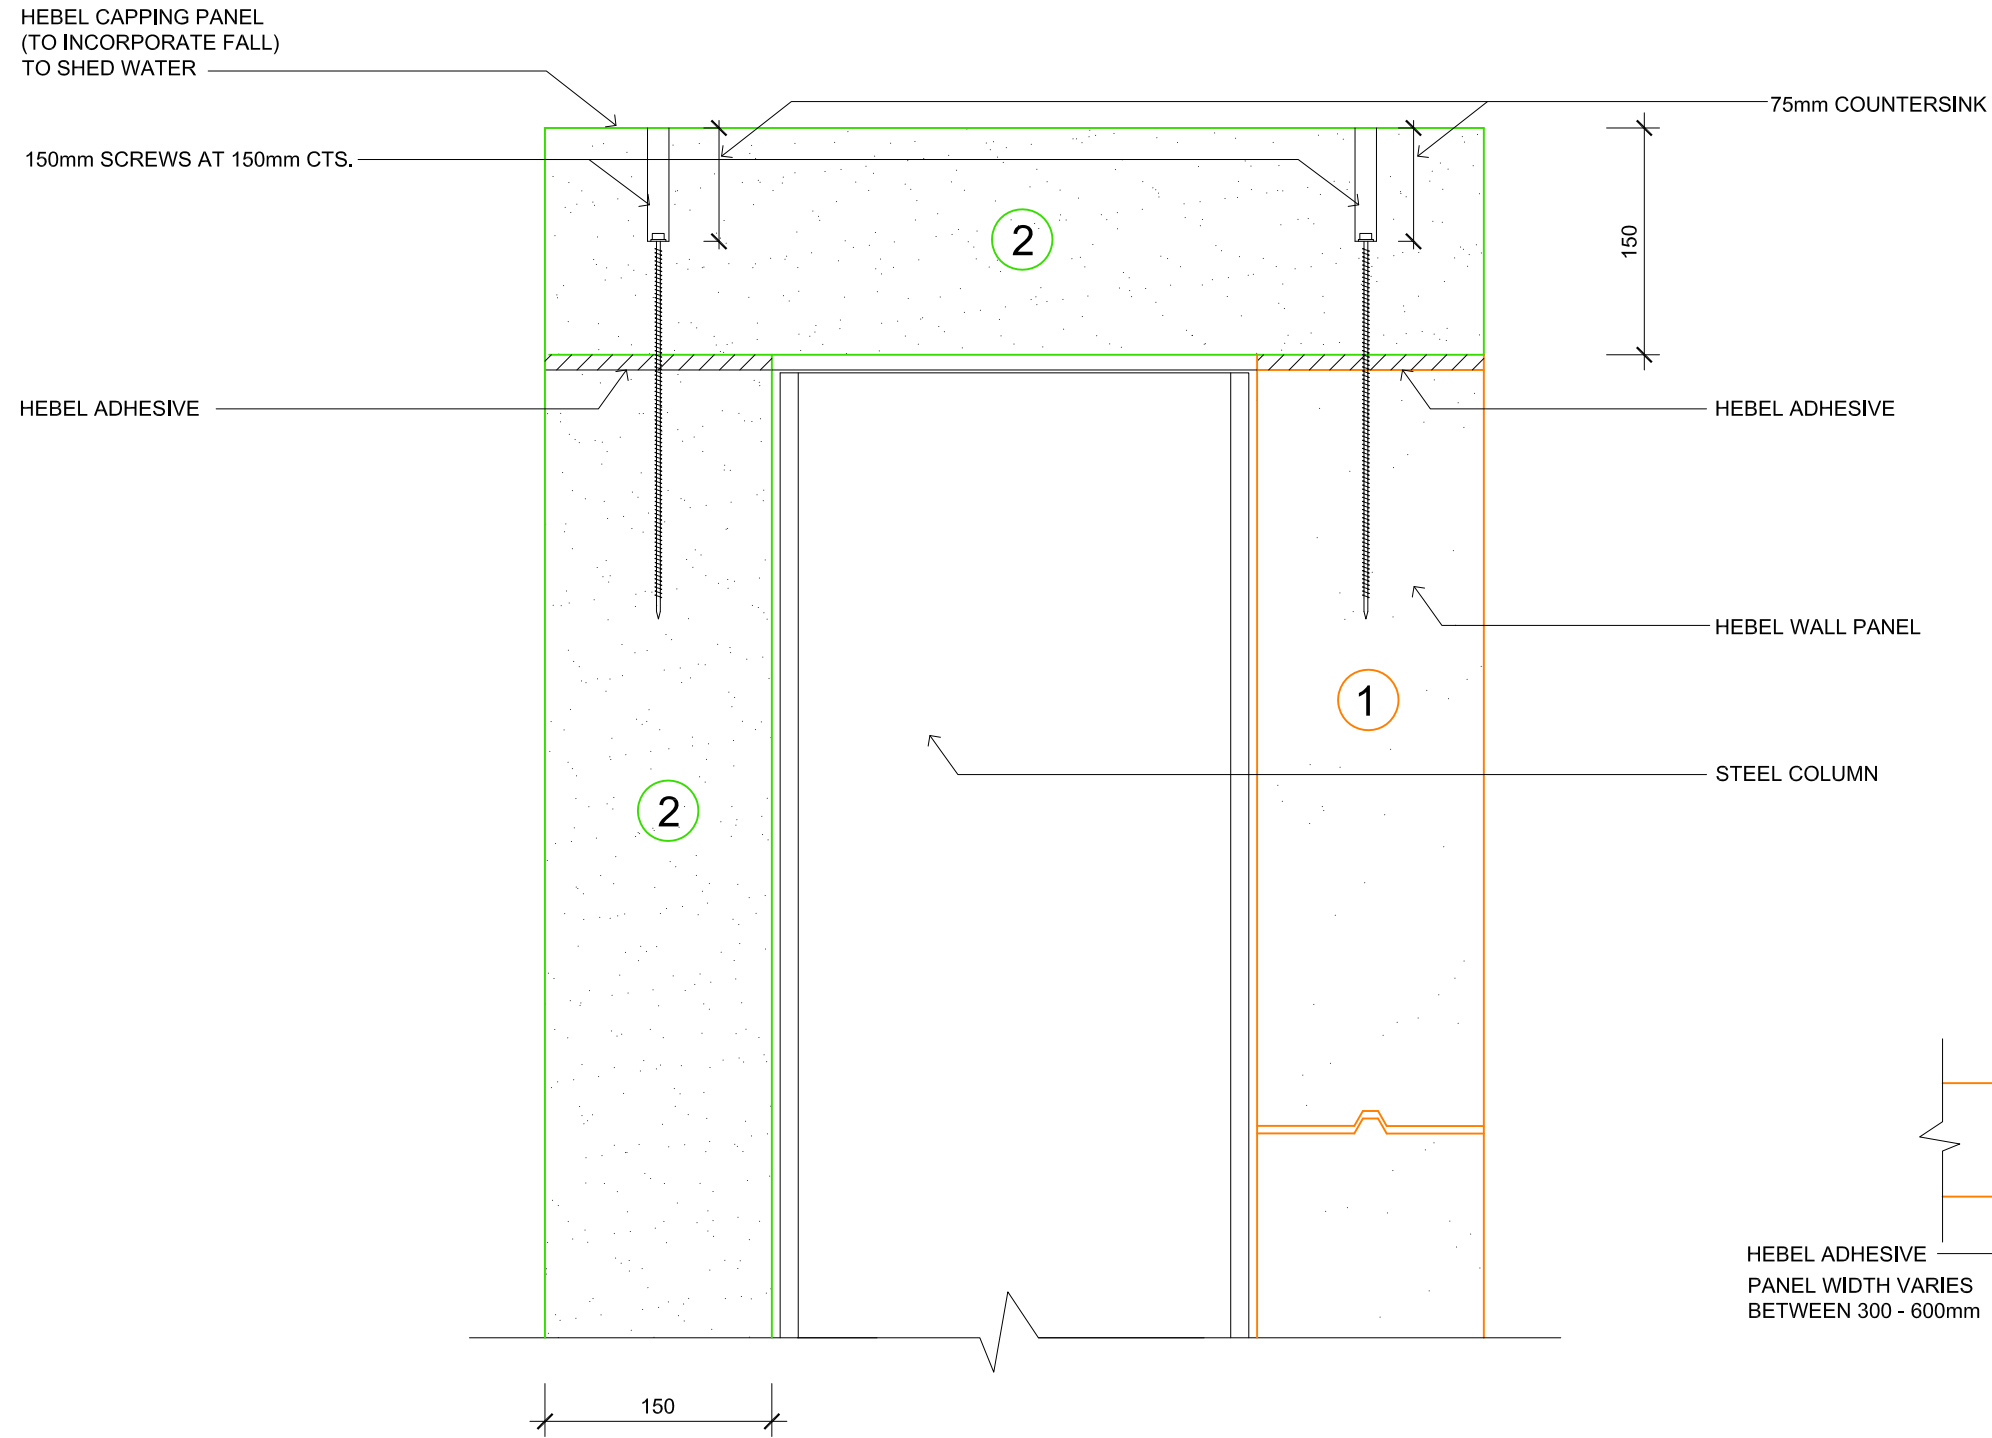 HEBEL CAPPING PANEL
(TO INCORPORATE FALL)
TO SHED WATER
75mm COUNTERSINK
150mm SCREWS AT 150mm CTS.
2
150
HEBEL ADHESIVE
HEBEL ADHESIVE
HEBEL WALL PANEL
1
STEEL COLUMN
2
HEBEL ADHESIVE
PANEL WIDTH VARIES
BETWEEN 300 - 600mm
150